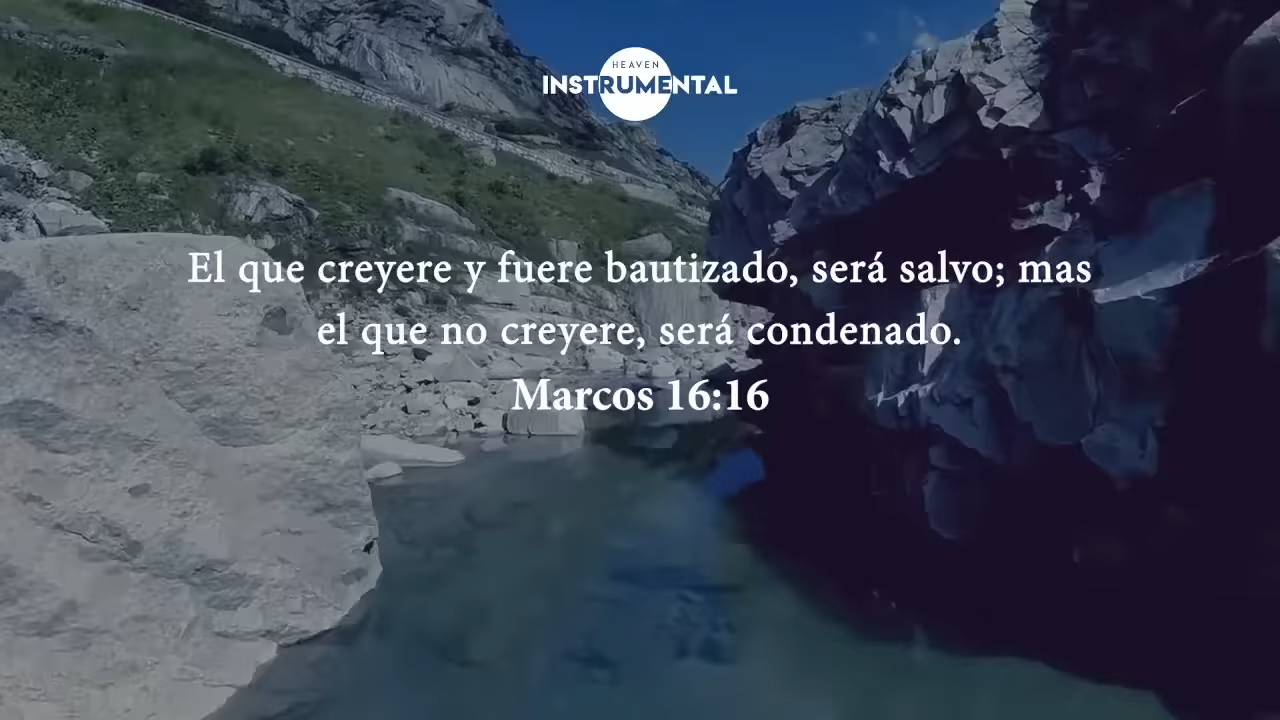 HEAVEN
INSTRUMENTAL
El que creyere y fuere bautizado, será salvo; mas
el que no creyere, será condenado.
Marcos 16:16